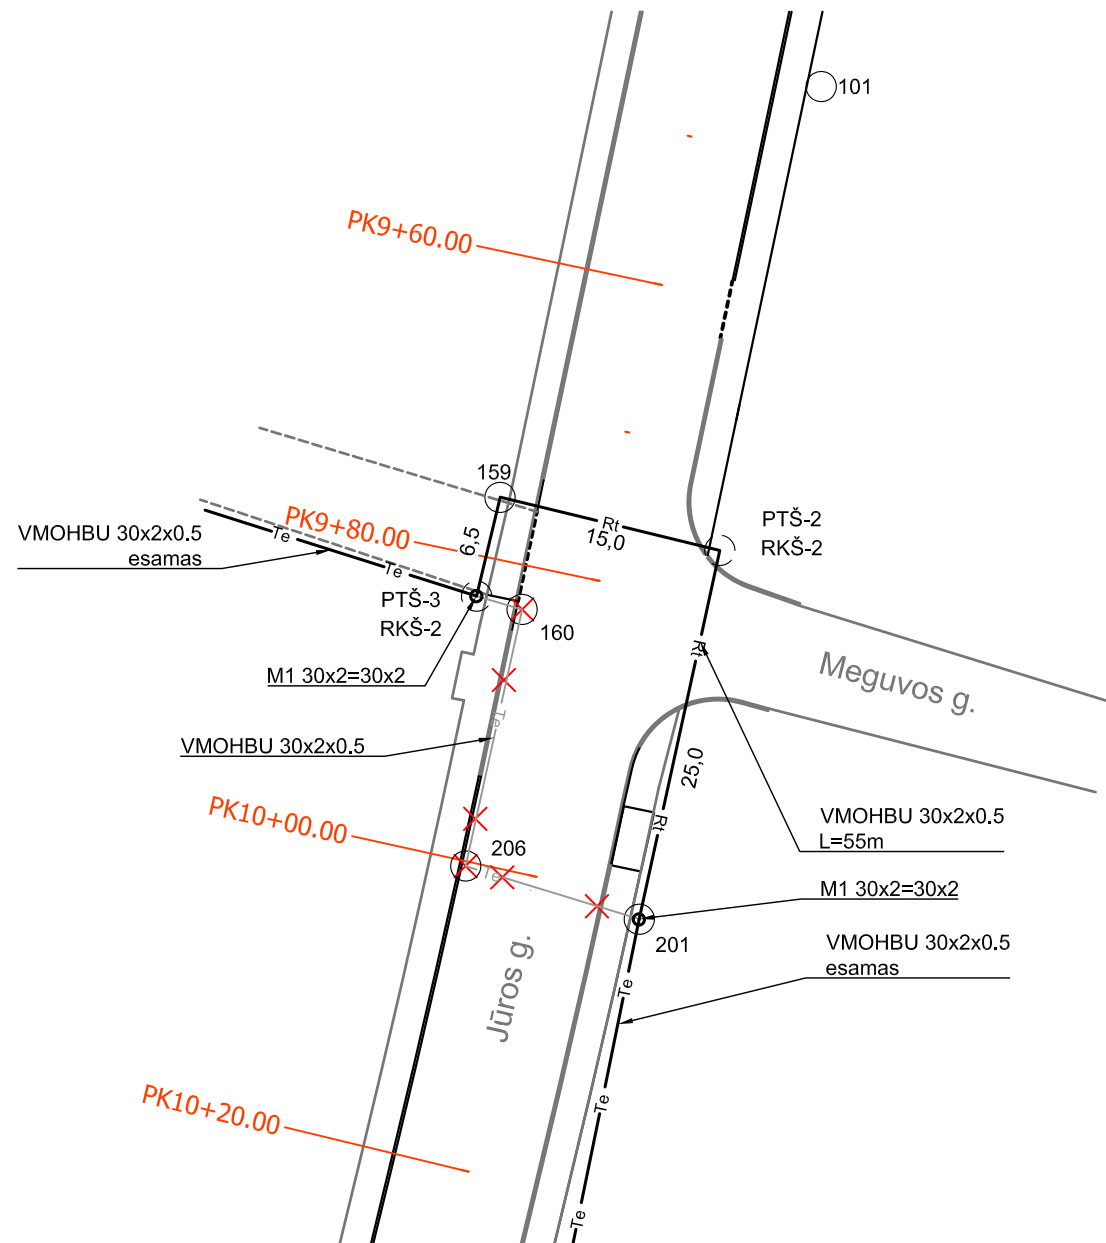 101
PK9+60.00
159
VMOHBU 30x2x0.5
esamas
Te
Te
PK9+80.00
6,5
Rt
15,0
PTŠ-2
RKŠ-2
PTŠ-3
RKŠ-2
160
M1 30x2=30x2
Rt
Meguvos g.
Te
VMOHBU 30x2x0.5
25,0
PK10+00.00
Rt
VMOHBU 30x2x0.5
L=55m
206
Te
M1 30x2=30x2
201
VMOHBU 30x2x0.5
esamas
Jūros g.
Te
Te
PK10+20.00
Te